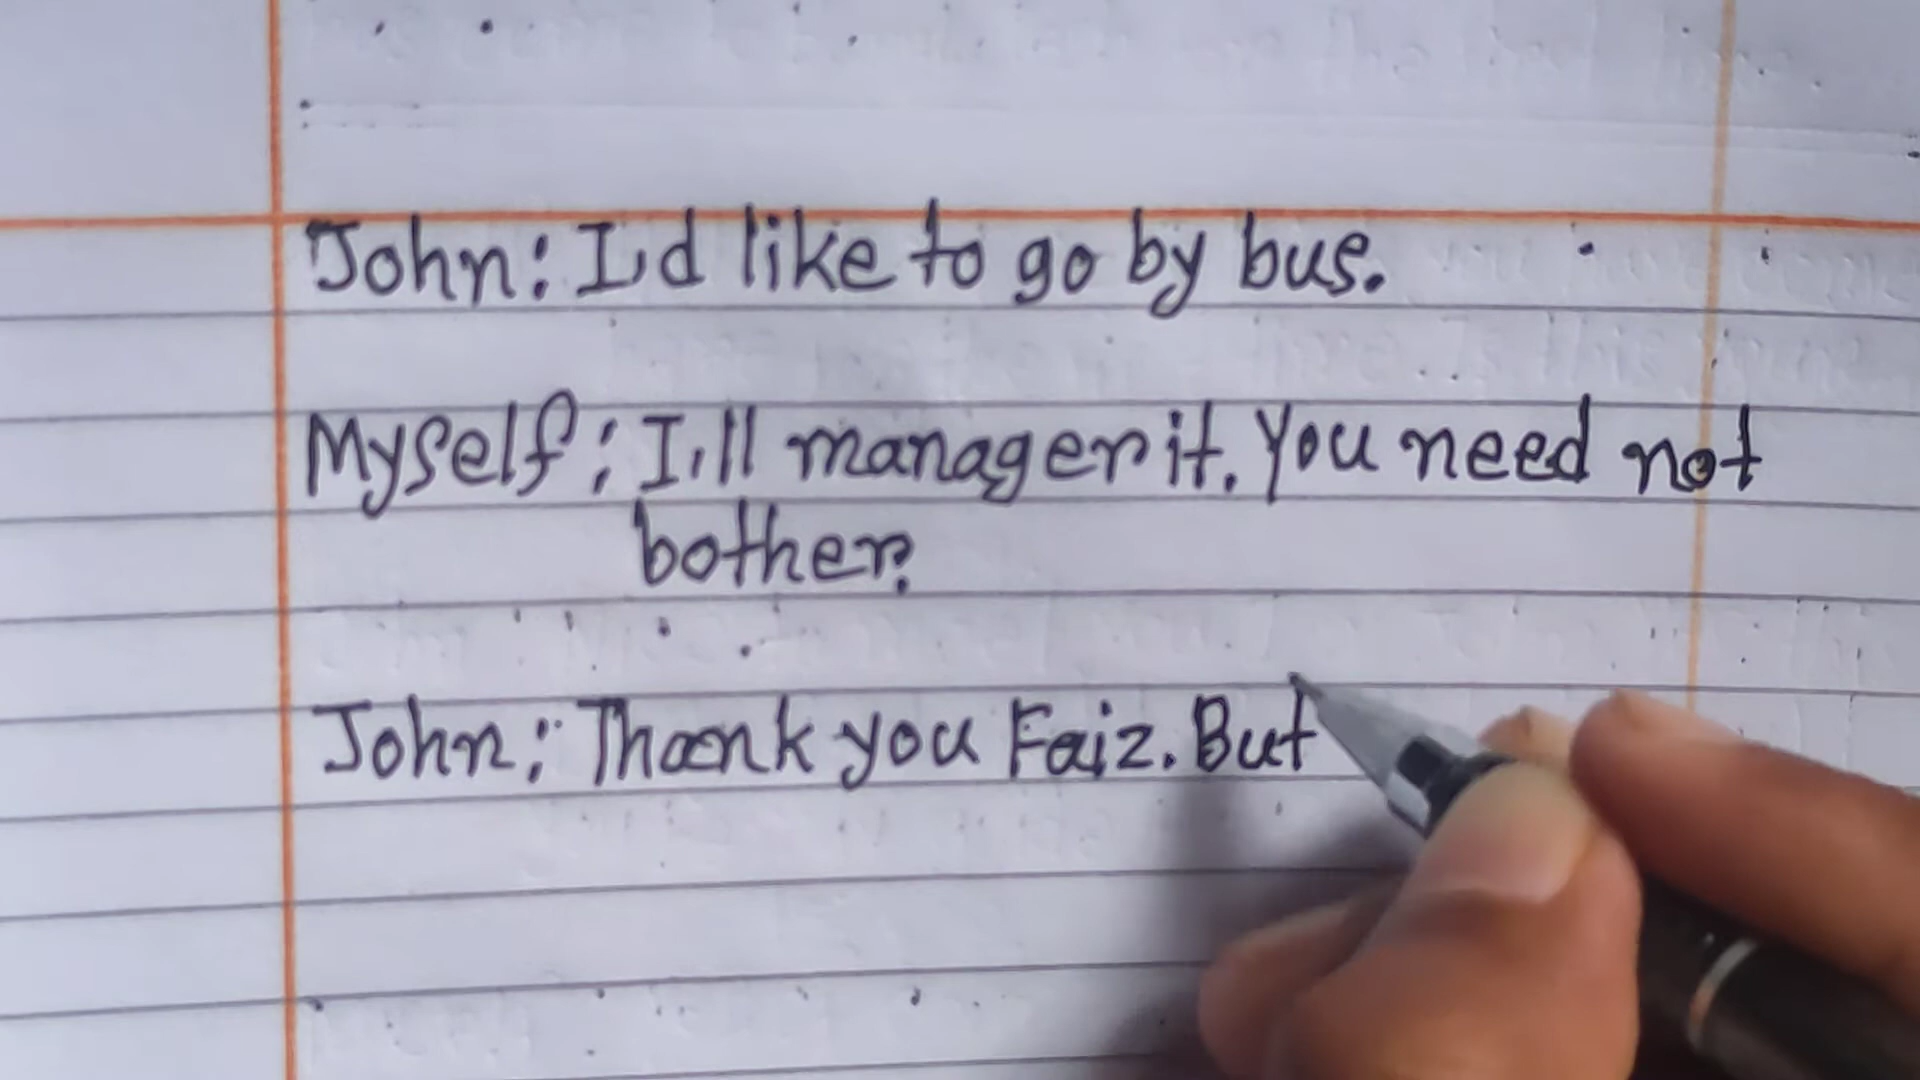 John: I,d like to go by bus.
Myself: I,ll manager it. You need not
bother.
John: Thank you Faiz. But